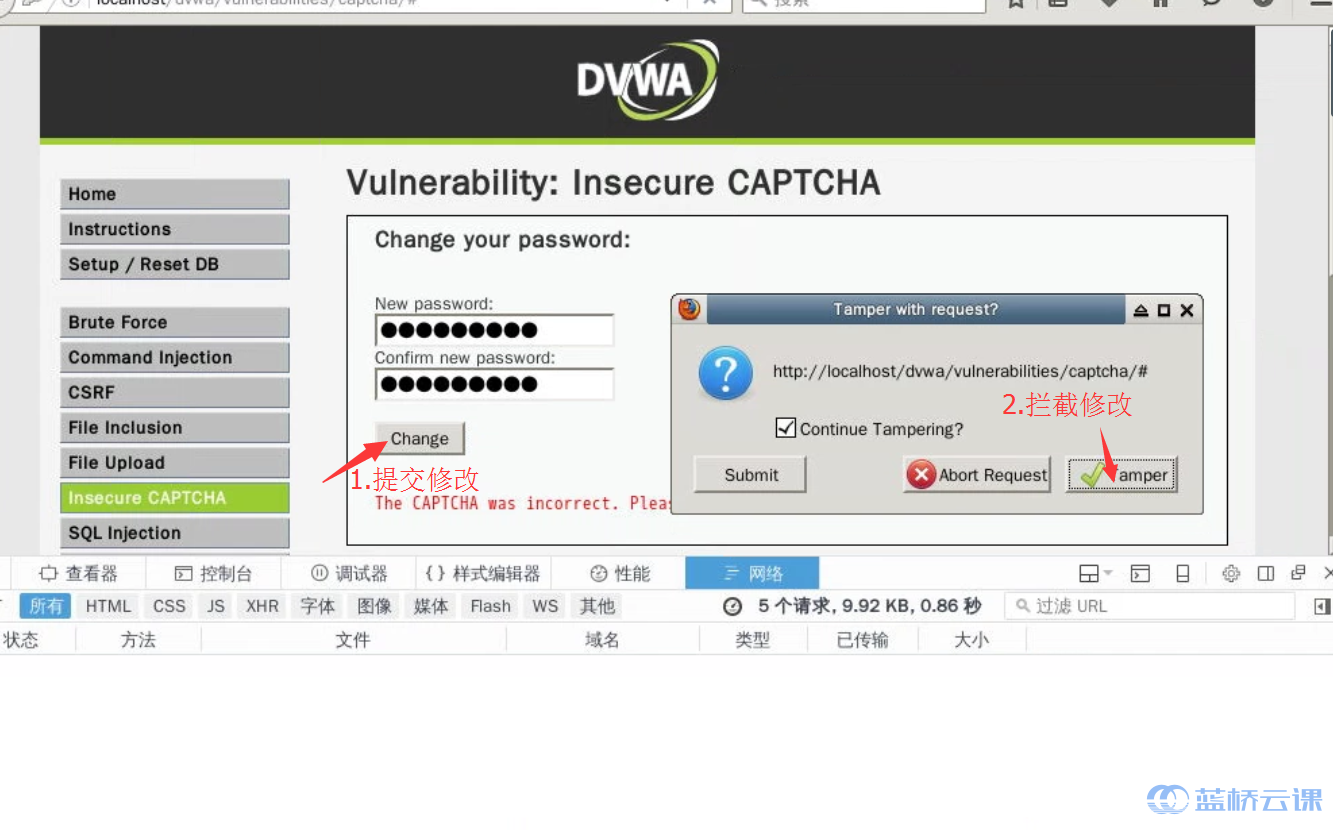 localhost/dvwa/vulnerabilities/captcha/#
搜索
DVWA
Vulnerability: Insecure CAPTCHA
Home
Instructions
Setup / Reset DB
Brute Force
Command Injection
CSRF
File Inclusion
File Upload
Insecure CAPTCHA
SQL Injection
Change your password:
New password:
●●●●●●●●●
Confirm new password:
●●●●●●●●●
Change
1.提交修改
The CAPTCHA was incorrect. Pleas
Tamper with request?
http://localhost/dvwa/vulnerabilities/captcha/#
2.拦截修改
Continue Tampering?
Submit
Abort Request
Tamper
查看器 控制台 调试器 {} 样式编辑器 性能 网络
所有 HTML CSS JS XHR 字体 图像 媒体 Flash WS 其他 5 个请求, 9.92 KB, 0.86 秒 过滤 URL
状态 方法 文件 域名 类型 已传输 大小
蓝桥云课